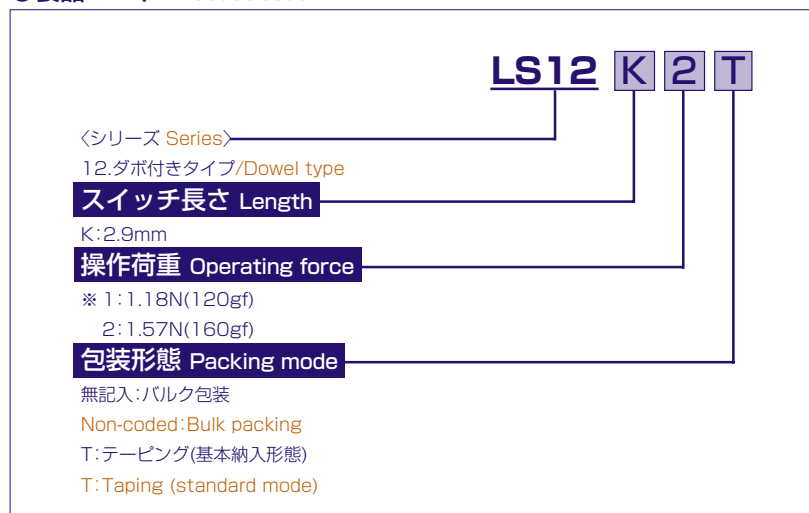 LS12 K 2 T
〈シリーズ Series〉
12.ダボ付きタイプ/Dowel type
スイッチ長さ Length
K:2.9mm
操作荷重 Operating force
※ 1:1.18N(120gf)
2:1.57N(160gf)
包装形態 Packing mode
無記入:バルク包装
Non-coded:Bulk packing
T:テーピング(基本納入形態)
T:Taping (standard mode)